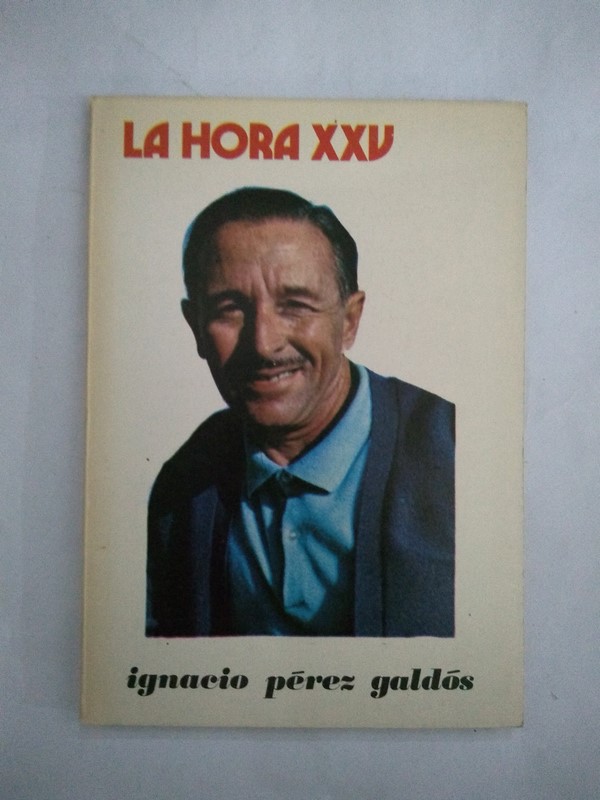 LA HORA XXV
ignacio pérez galdós